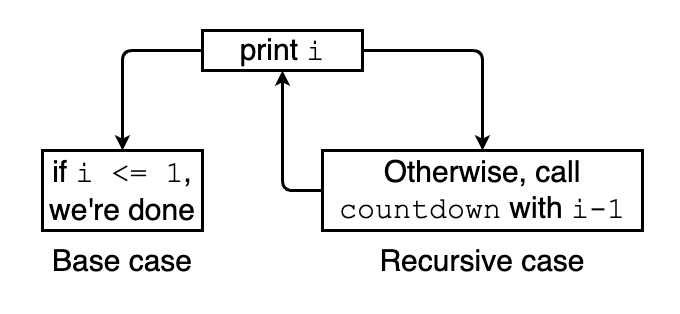 print i
if i <= 1,
we're done
Otherwise, call
countdown with i-1
Base case
Recursive case